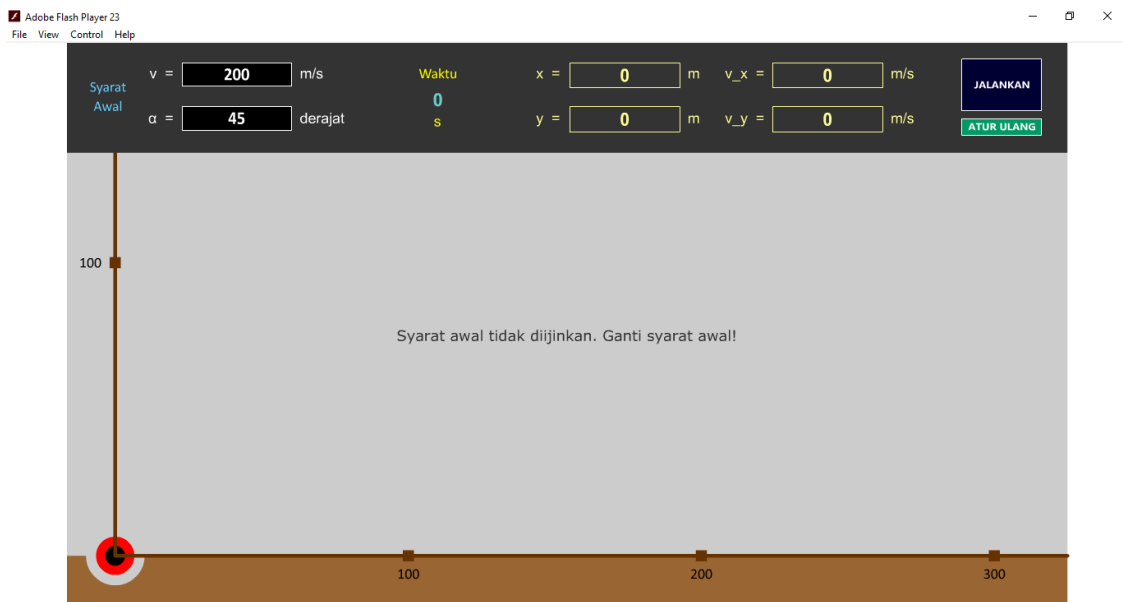 Adobe Flash Player 23
File View Control Help
Syarat Awal
v = 200 m/s
α = 45 derajat
Waktu
0
s
x = 0 m
y = 0 m
v_x = 0 m/s
v_y = 0 m/s
JALANKAN
ATUR ULANG
100
Syarat awal tidak diijinkan. Ganti syarat awal!
100 200 300